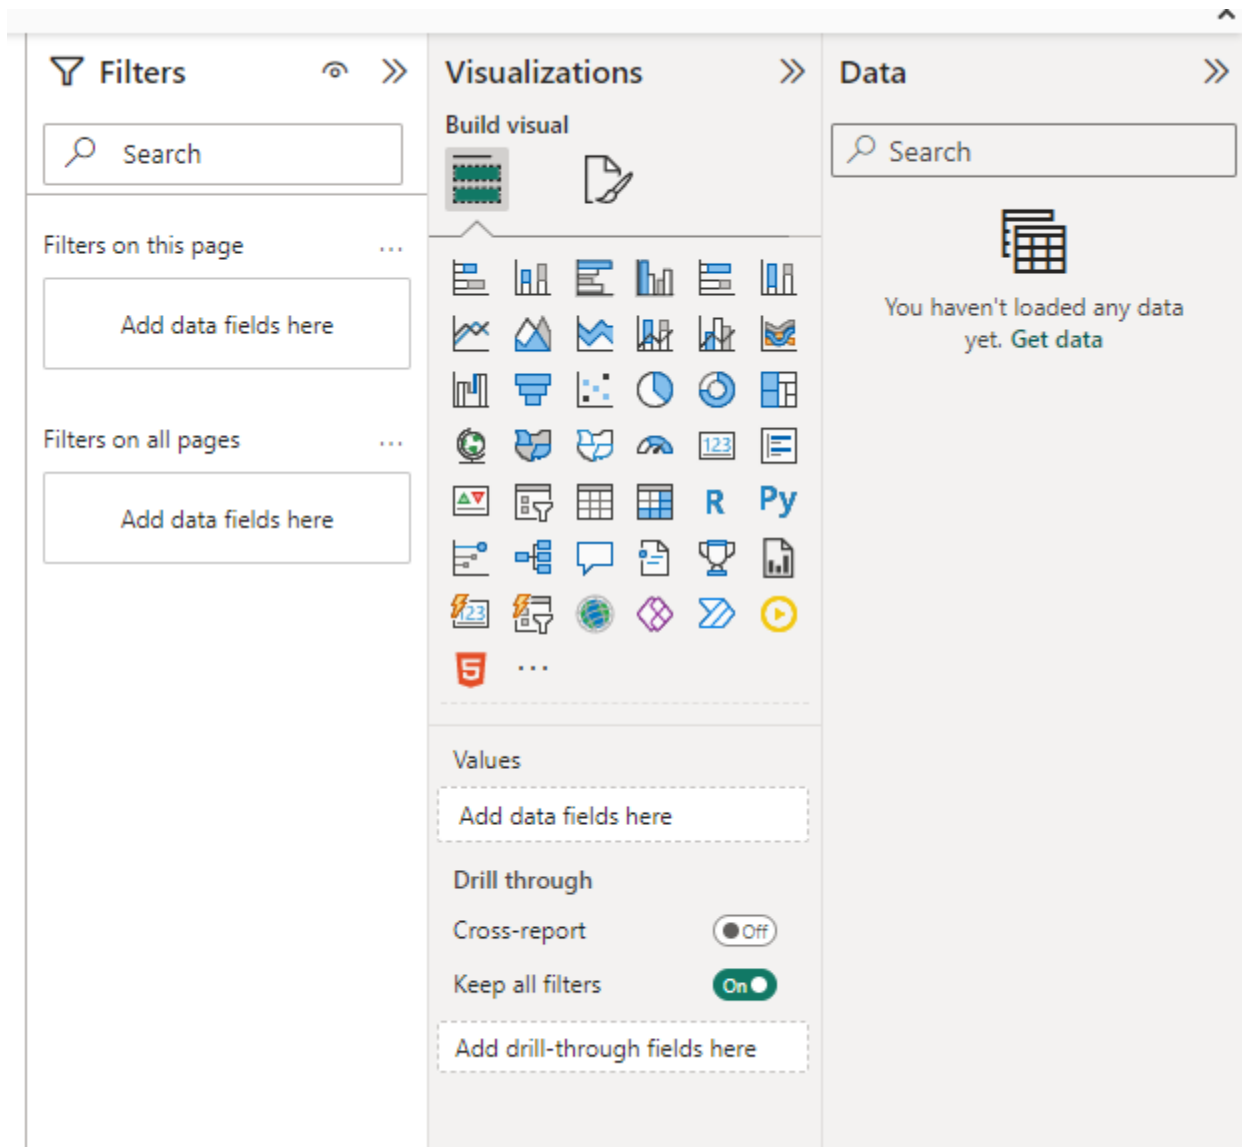 Filters
Search
Filters on this page
...
Add data fields here
Filters on all pages
...
Add data fields here
Visualizations
Build visual
123
R
Py
123
5
...
Values
Add data fields here
Drill through
Cross-report
Off
Keep all filters
On
Add drill-through fields here
Data
Search
You haven't loaded any data
yet. Get data